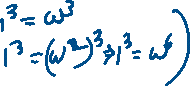 1³ = ω³
1³ = (ω²)³ ⇒ 1³ = ω⁶ )